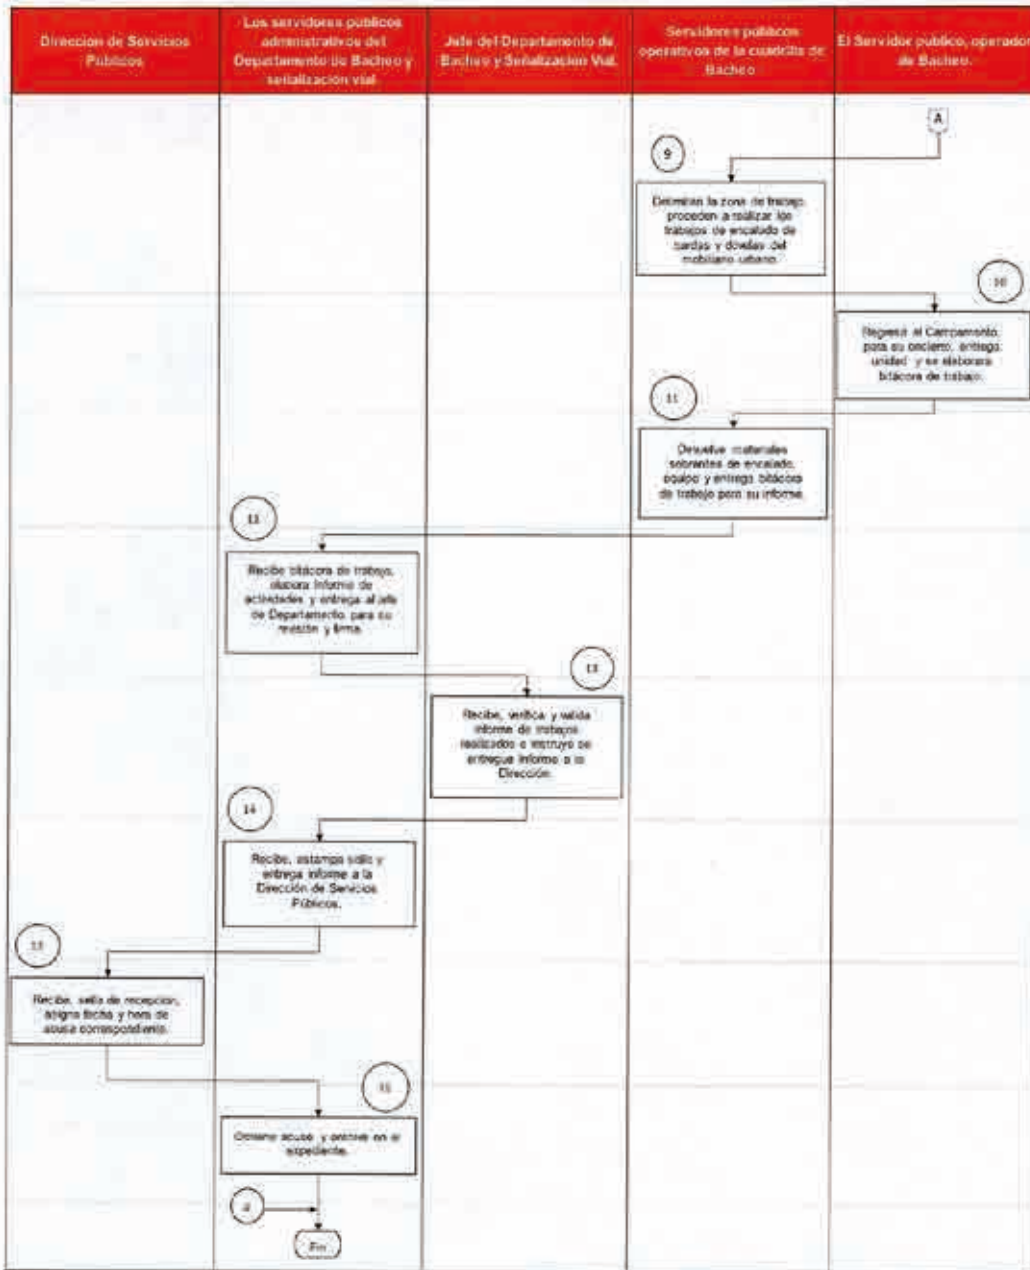 Direccion de Servicios
Públicos
Los servidores públicos
administrativos del
Departamento de Bacheo y
señalización vial
Jefe del Departamento de
Bacheo y Señalización Vial.
Servidores públicos
operativos de la cuadrilla de
Bacheo
El Servidor publico, operador
de Bacheo.
A
9
Delimitan la zona de trabajo,
proceden a realizar los
trabajos de encalado de
bardas y dovelas del
mobiliario urbano.
10
Regresa al Campamento,
para su encierro, entrega
unidad y se elabora
bitácora de trabajo.
11
Devuelve materiales
sobrantes de encalado,
equipo y entrega bitácora
de trabajo para su informe.
Recibe bitácora de trabajo,
elabora Informe de
actividades y entrega al jefe
de Departamento para su
revisión y firma.
13
Recibe, verifica y valida
informe de trabajos
realizados e instruye se
entregue informe a la
Dirección.
14
Recibe, estampa sello y
entrega informe a la
Dirección de Servicios
Públicos.
Recibe, sella de recepción,
asigna fecha y hora de
acuse correspondiente.
Obtiene acuse y archiva en el
expediente.
Fin